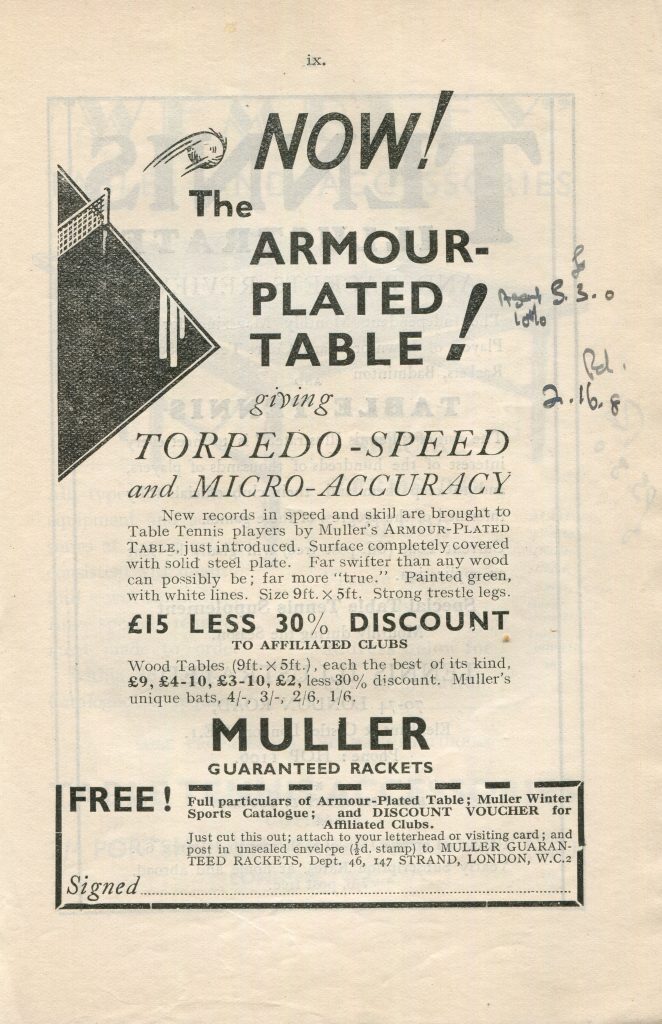 ix.
NOW!
The
ARMOUR-
PLATED
TABLE!
giving
TORPEDO-SPEED
and MICRO-ACCURACY
New records in speed and skill are brought to
Table Tennis players by Muller's ARMOUR-PLATED
TABLE, just introduced. Surface completely covered
with solid steel plate. Far swifter than any wood
can possibly be; far more "true." Painted green,
with white lines. Size 9ft. × 5ft. Strong trestle legs.
£15 LESS 30% DISCOUNT
TO AFFILIATED CLUBS
Wood Tables (9ft. × 5ft.), each the best of its kind,
£9, £4-10, £3-10, £2, less 30% discount. Muller's
unique bats, 4/-, 3/-, 2/6, 1/6.
MULLER
GUARANTEED RACKETS
FREE!
Full particulars of Armour-Plated Table; Muller Winter
Sports Catalogue; and DISCOUNT VOUCHER for
Affiliated Clubs.
Just cut this out; attach to your letterhead or visiting card; and
post in unsealed envelope (½d. stamp) to MULLER GUARAN-
TEED RACKETS, Dept. 46, 147 STRAND, LONDON, W.C.2
Signed
3.3.0
2.16.8